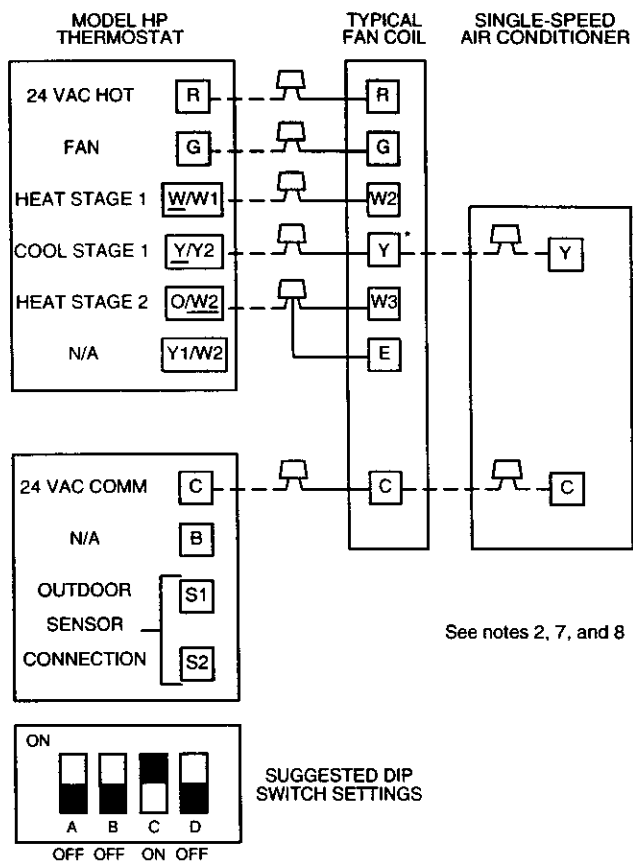 MODEL HP THERMOSTAT
TYPICAL FAN COIL
SINGLE-SPEED AIR CONDITIONER
24 VAC HOT R R
FAN G G
HEAT STAGE 1 W/W1 W2
COOL STAGE 1 Y/Y2 Y* Y
HEAT STAGE 2 O/W2 W3
N/A Y1/W2 E
24 VAC COMM C C C
N/A B
OUTDOOR S1
SENSOR
CONNECTION S2
See notes 2, 7, and 8
ON
A B C D
OFF OFF ON OFF
SUGGESTED DIP
SWITCH SETTINGS